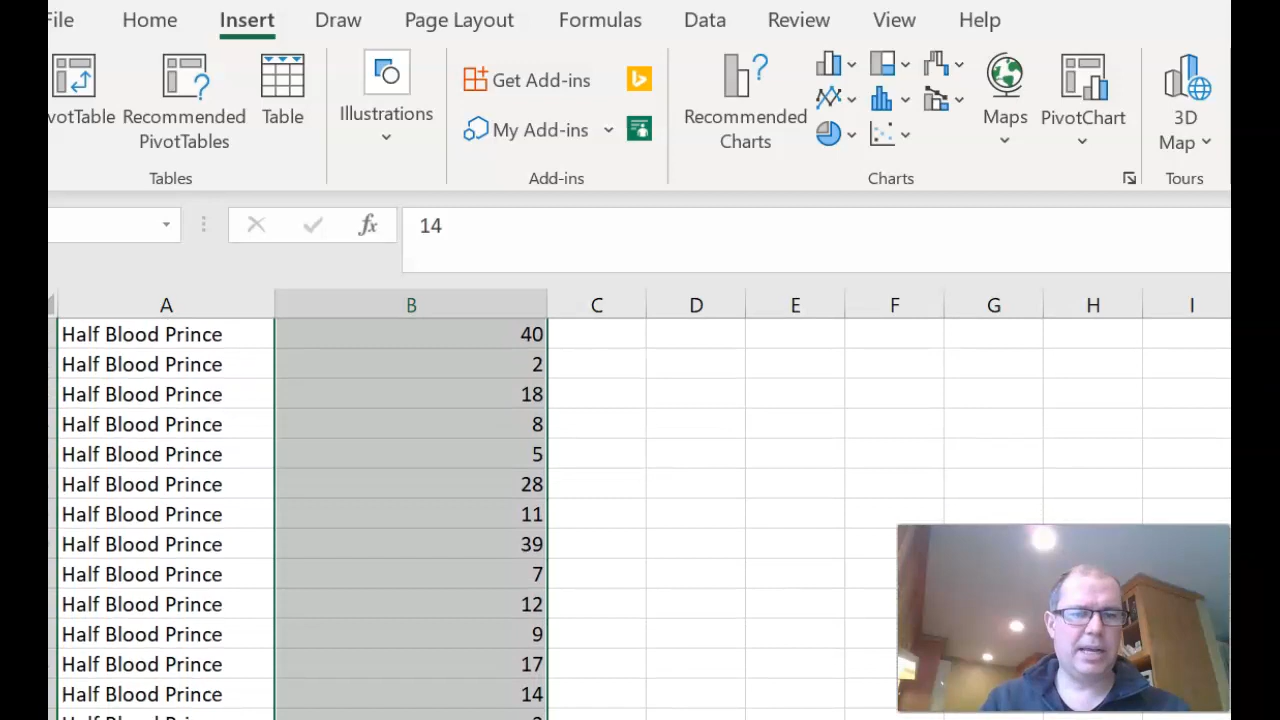 File Home Insert Draw Page Layout Formulas Data Review View Help
PivotTable Recommended PivotTables Table Illustrations Get Add-ins My Add-ins Recommended Charts Maps PivotChart 3D Map
Tables Add-ins Charts Tours
fx 14
A B C D E F G H I
Half Blood Prince 40
Half Blood Prince 2
Half Blood Prince 18
Half Blood Prince 8
Half Blood Prince 5
Half Blood Prince 28
Half Blood Prince 11
Half Blood Prince 39
Half Blood Prince 7
Half Blood Prince 12
Half Blood Prince 9
Half Blood Prince 17
Half Blood Prince 14